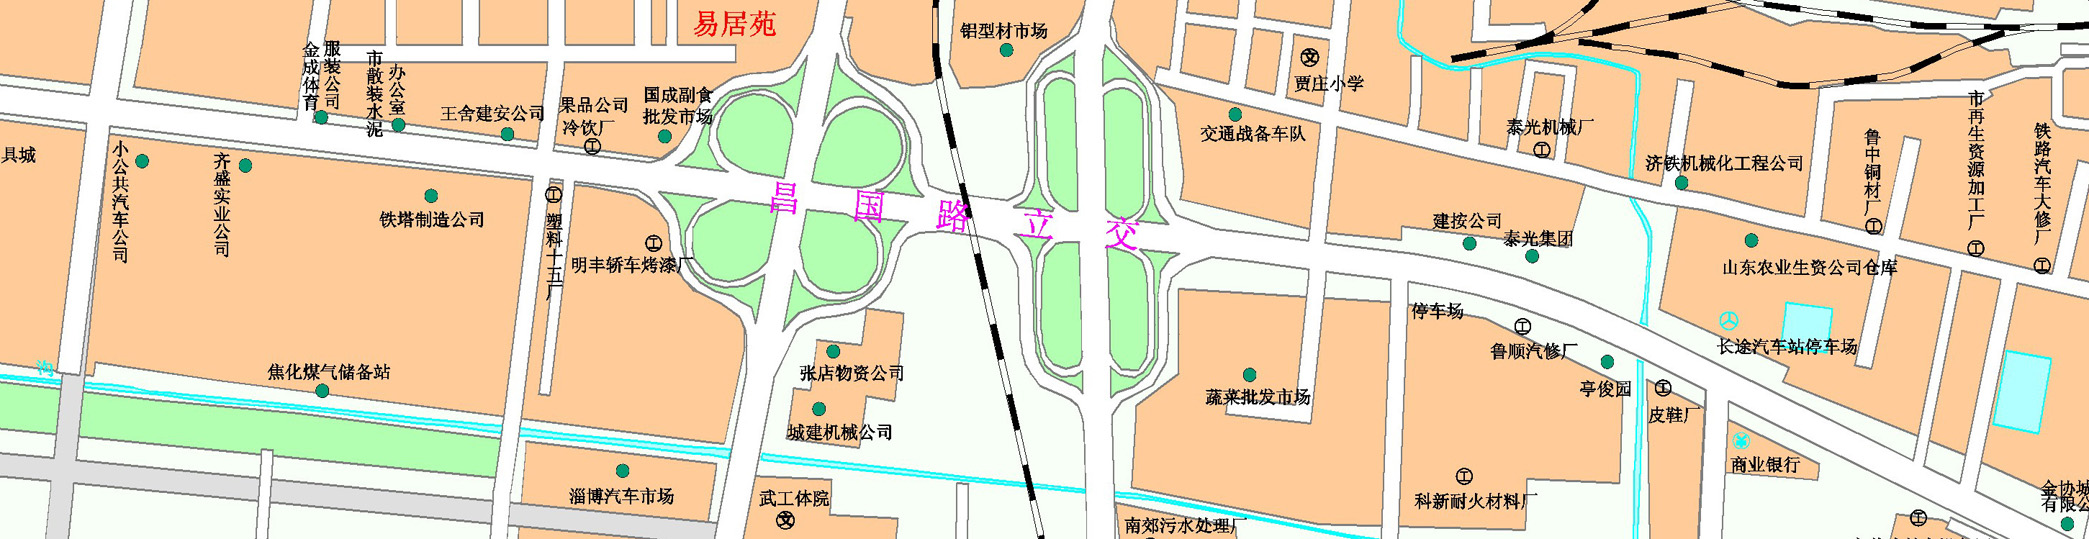 易居苑
铝型材市场
贾庄小学
金成体育
服装公司
市散装水泥
办公室
王舍建安公司
果品公司
冷饮厂
国成副食
批发市场
交通战备车队
泰光机械厂
济铁机械化工程公司
鲁中铜材厂
市再生资源加工厂
铁路汽车大修厂
具城
小公共汽车公司
齐盛实业公司
铁塔制造公司
塑料十五厂
明丰轿车烤漆厂
昌国路立交
建按公司
泰光集团
山东农业生资公司仓库
停车场
鲁顺汽修厂
长途汽车站停车场
沟
焦化煤气储备站
张店物资公司
城建机械公司
蔬菜批发市场
亭俊园
皮鞋厂
商业银行
淄博汽车市场
武工体院
科新耐火材料厂
南郊污水处理厂
金协城
有限公